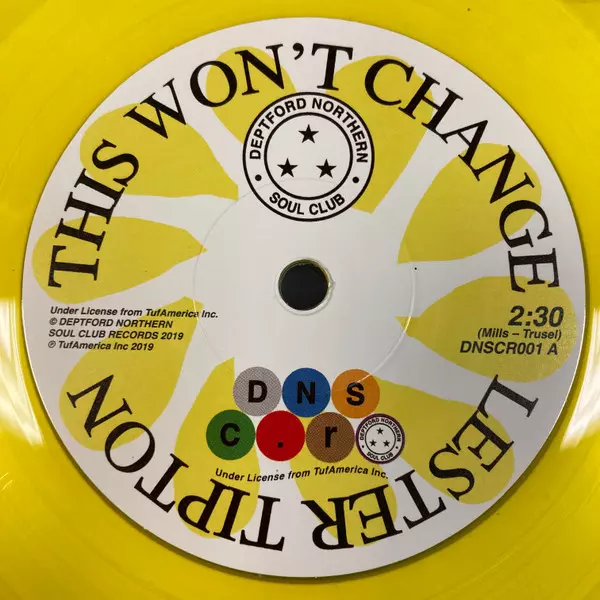 THIS WON'T CHANGE
DEPTFORD NORTHERN
SOUL CLUB
Under License from TufAmerica Inc.
© DEPTFORD NORTHERN
SOUL CLUB RECORDS 2019
℗ TufAmerica Inc 2019
2:30
(Mills – Trusel)
DNSCR001 A
DNS
C.r
DEPTFORD NORTHERN
SOUL CLUB
Under License from TufAmerica Inc.
LESTER TIPTON